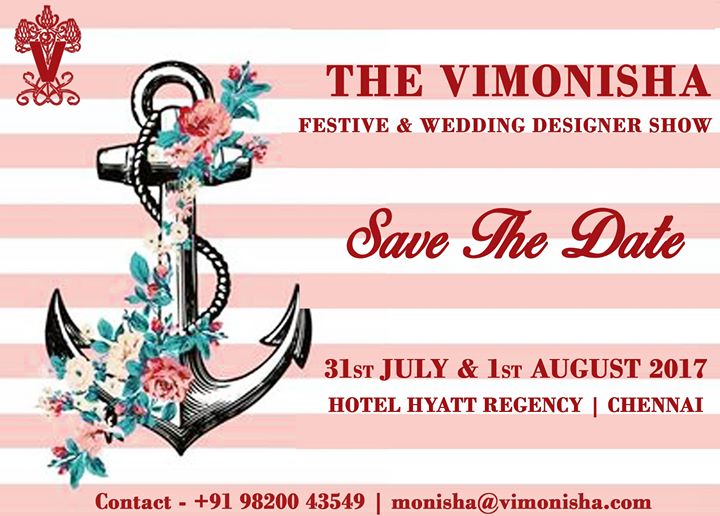 V
THE VIMONISHA
FESTIVE & WEDDING DESIGNER SHOW
Save The Date
31ST JULY & 1ST AUGUST 2017
HOTEL HYATT REGENCY | CHENNAI
Contact - +91 98200 43549 | monisha@vimonisha.com